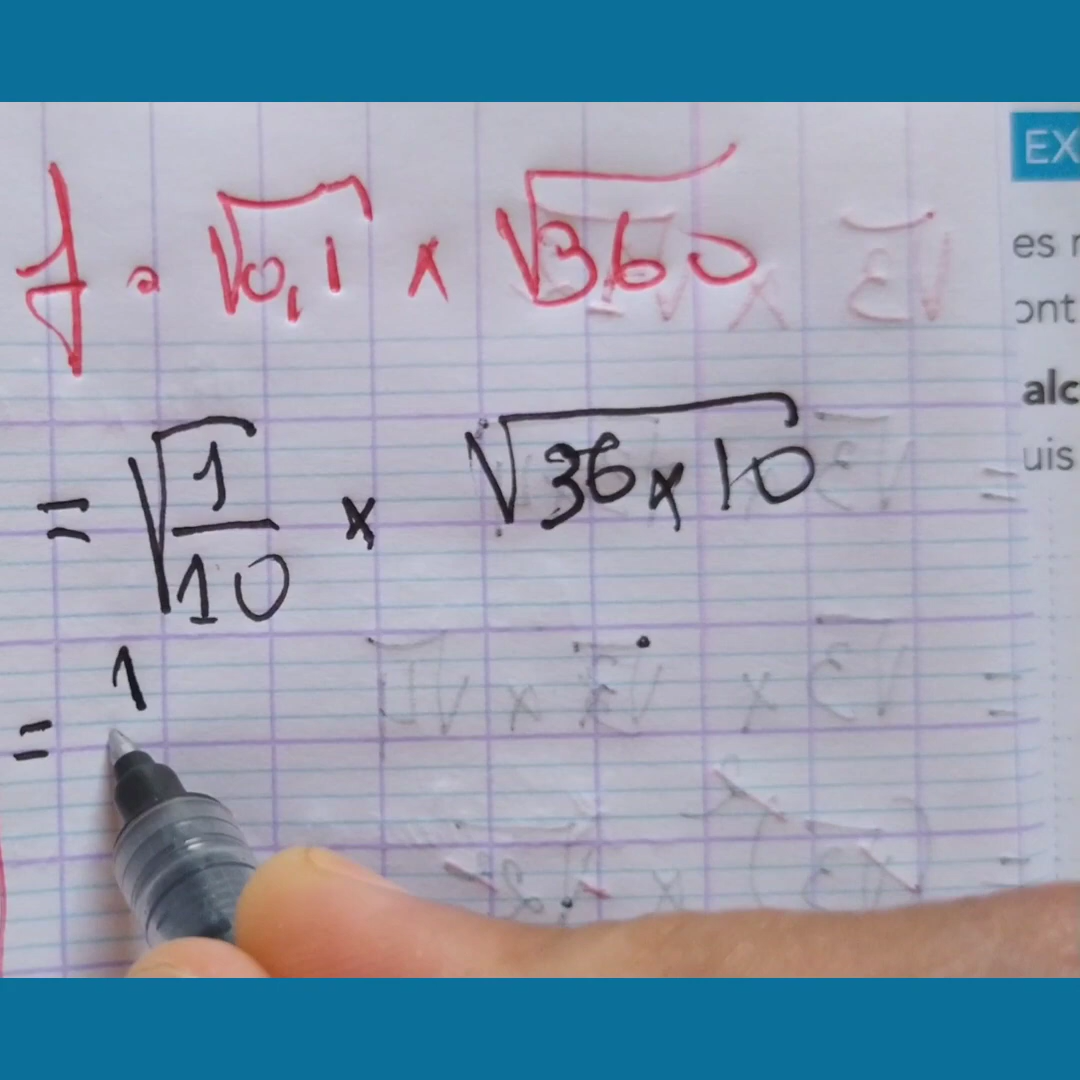 f = √0,1 × √360
= √(1/10) × √(36 × 10)
= 1
EX
es
ont
alc
uis